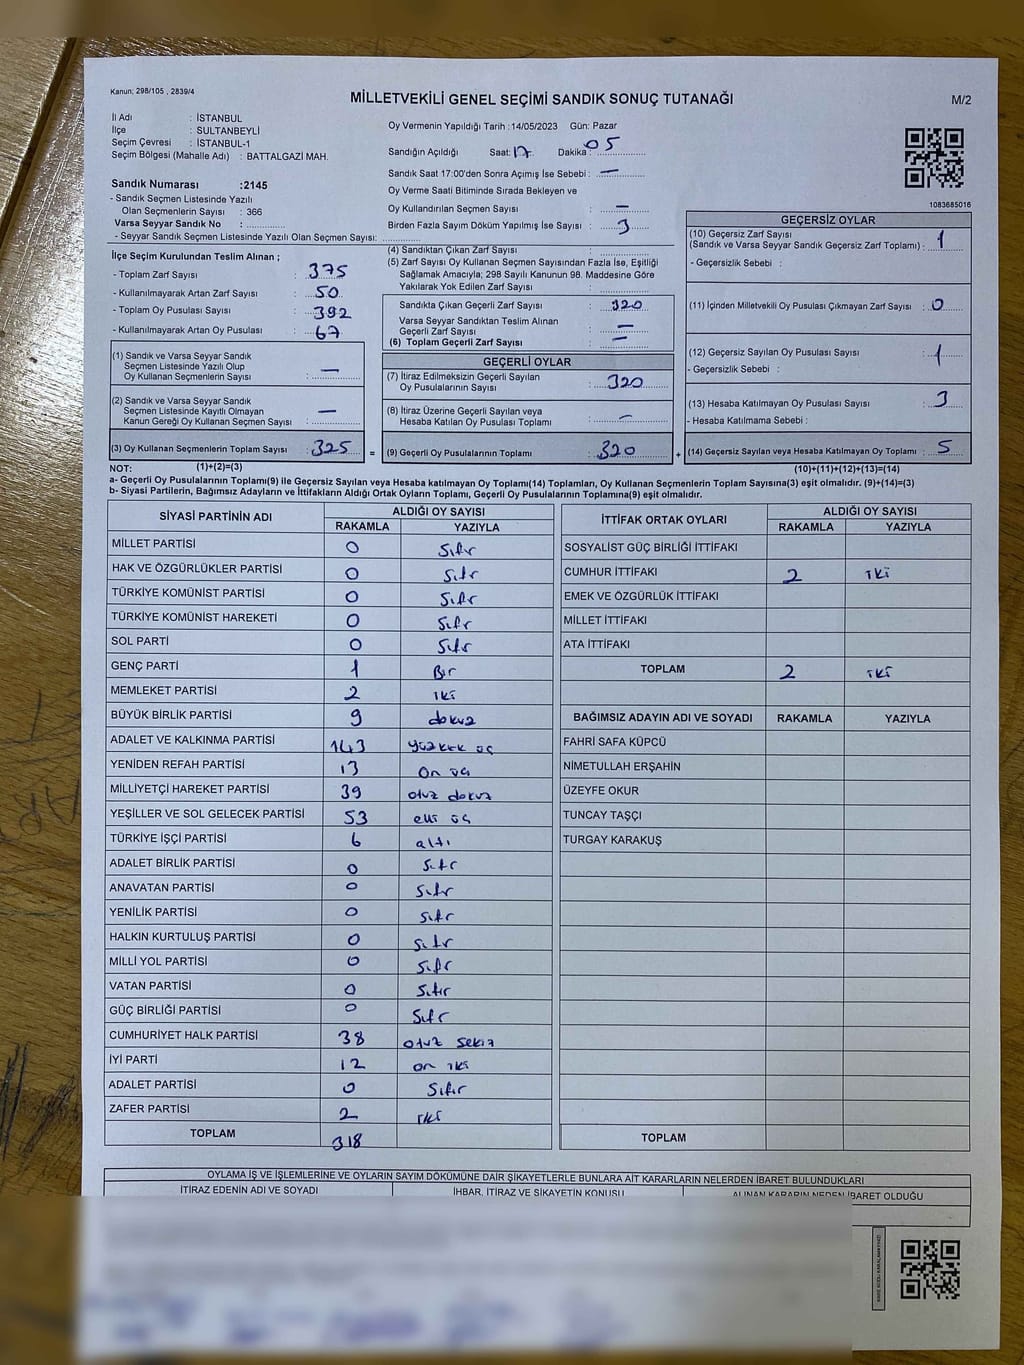 Kanun: 298/105 , 2839/4
MİLLETVEKİLİ GENEL SEÇİMİ SANDIK SONUÇ TUTANAĞI
M/2
İl Adı : İSTANBUL
İlçe : SULTANBEYLİ
Seçim Çevresi : İSTANBUL-1
Seçim Bölgesi (Mahalle Adı) : BATTALGAZİ MAH.
Sandık Numarası :2145
- Sandık Seçmen Listesinde Yazılı
Olan Seçmenlerin Sayısı : 366
Varsa Seyyar Sandık No :
- Seyyar Sandık Seçmen Listesinde Yazılı Olan Seçmen Sayısı:
İlçe Seçim Kurulundan Teslim Alınan ;
- Toplam Zarf Sayısı : 375
- Kullanılmayarak Artan Zarf Sayısı : 50
- Toplam Oy Pusulası Sayısı : 392
- Kullanılmayarak Artan Oy Pusulası : 67
(1) Sandık ve Varsa Seyyar Sandık
Seçmen Listesinde Yazılı Olup
Oy Kullanan Seçmenlerin Sayısı : —
(2) Sandık ve Varsa Seyyar Sandık
Seçmen Listesinde Kayıtlı Olmayan
Kanun Gereği Oy Kullanan Seçmen Sayısı : —
(3) Oy Kullanan Seçmenlerin Toplam Sayısı : 325
Oy Vermenin Yapıldığı Tarih :14/05/2023 Gün: Pazar
Sandığın Açıldığı Saat: 17 Dakika : 05
Sandık Saat 17:00'den Sonra Açımış İse Sebebi : —
Oy Verme Saati Bitiminde Sırada Bekleyen ve
Oy Kullandırılan Seçmen Sayısı : —
Birden Fazla Sayım Döküm Yapılmış İse Sayısı : 3
(4) Sandıktan Çıkan Zarf Sayısı :
(5) Zarf Sayısı Oy Kullanan Seçmen Sayısından Fazla İse, Eşitliği
Sağlamak Amacıyla; 298 Sayılı Kanunun 98. Maddesine Göre
Yakılarak Yok Edilen Zarf Sayısı :
Sandıkta Çıkan Geçerli Zarf Sayısı : 320
Varsa Seyyar Sandıktan Teslim Alınan
Geçerli Zarf Sayısı : —
(6) Toplam Geçerli Zarf Sayısı : —
GEÇERLİ OYLAR
(7) İtiraz Edilmeksizin Geçerli Sayılan
Oy Pusulalarının Sayısı : 320
(8) İtiraz Üzerine Geçerli Sayılan veya
Hesaba Katılan Oy Pusulası Toplamı : —
= (9) Geçerli Oy Pusulalarının Toplamı : 320
1083685016
GEÇERSİZ OYLAR
(10) Geçersiz Zarf Sayısı
(Sandık ve Varsa Seyyar Sandık Geçersiz Zarf Toplamı) : 1
- Geçersizlik Sebebi :
(11) İçinden Milletvekili Oy Pusulası Çıkmayan Zarf Sayısı : 0
(12) Geçersiz Sayılan Oy Pusulası Sayısı : 1
- Geçersizlik Sebebi :
(13) Hesaba Katılmayan Oy Pusulası Sayısı : 3
- Hesaba Katılmama Sebebi :
+ (14) Geçersiz Sayılan veya Hesaba Katılmayan Oy Toplamı : 5
NOT: (1)+(2)=(3) (10)+(11)+(12)+(13)=(14)
a- Geçerli Oy Pusulalarının Toplamı(9) ile Geçersiz Sayılan veya Hesaba katılmayan Oy Toplamı(14) Toplamları, Oy Kullanan Seçmenlerin Toplam Sayısına(3) eşit olmalıdır. (9)+(14)=(3)
b- Siyasi Partilerin, Bağımsız Adayların ve İttifakların Aldığı Ortak Oyların Toplamı, Geçerli Oy Pusulalarının Toplamına(9) eşit olmalıdır.
SİYASİ PARTİNİN ADI ALDIĞI OY SAYISI
RAKAMLA YAZIYLA
MİLLET PARTİSİ 0 Sıfır
HAK VE ÖZGÜRLÜKLER PARTİSİ 0 Sıfır
TÜRKİYE KOMÜNİST PARTİSİ 0 Sıfır
TÜRKİYE KOMÜNİST HAREKETİ 0 Sıfır
SOL PARTİ 0 Sıfır
GENÇ PARTİ 1 Bir
MEMLEKET PARTİSİ 2 iki
BÜYÜK BİRLİK PARTİSİ 9 dokuz
ADALET VE KALKINMA PARTİSİ 143 yüzkırk üç
YENİDEN REFAH PARTİSİ 13 On üç
MİLLİYETÇİ HAREKET PARTİSİ 39 otuz dokuz
YEŞİLLER VE SOL GELECEK PARTİSİ 53 elli üç
TÜRKİYE İŞÇİ PARTİSİ 6 altı
ADALET BİRLİK PARTİSİ 0 Sıfır
ANAVATAN PARTİSİ 0 Sıfır
YENİLİK PARTİSİ 0 Sıfır
HALKIN KURTULUŞ PARTİSİ 0 Sıfır
MİLLİ YOL PARTİSİ 0 Sıfır
VATAN PARTİSİ 0 Sıfır
GÜÇ BİRLİĞİ PARTİSİ 0 Sıfır
CUMHURİYET HALK PARTİSİ 38 otuz sekiz
İYİ PARTİ 12 on iki
ADALET PARTİSİ 0 Sıfır
ZAFER PARTİSİ 2 iki
TOPLAM 318
İTTİFAK ORTAK OYLARI ALDIĞI OY SAYISI
RAKAMLA YAZIYLA
SOSYALİST GÜÇ BİRLİĞİ İTTİFAKI
CUMHUR İTTİFAKI 2 iki
EMEK VE ÖZGÜRLÜK İTTİFAKI
MİLLET İTTİFAKI
ATA İTTİFAKI
TOPLAM 2 iki
BAĞIMSIZ ADAYIN ADI VE SOYADI RAKAMLA YAZIYLA
FAHRİ SAFA KÜPCÜ
NİMETULLAH ERŞAHİN
ÜZEYFE OKUR
TUNCAY TAŞÇI
TURGAY KARAKUŞ
TOPLAM
OYLAMA İŞ VE İŞLEMLERİNE VE OYLARIN SAYIM DÖKÜMÜNE DAİR ŞİKAYETLERLE BUNLARA AİT KARARLARIN NELERDEN İBARET BULUNDUKLARI
İTİRAZ EDENİN ADI VE SOYADI İHBAR, İTİRAZ VE ŞİKAYETİN KONUSU ALINAN KARARIN NEDEN İBARET OLDUĞU